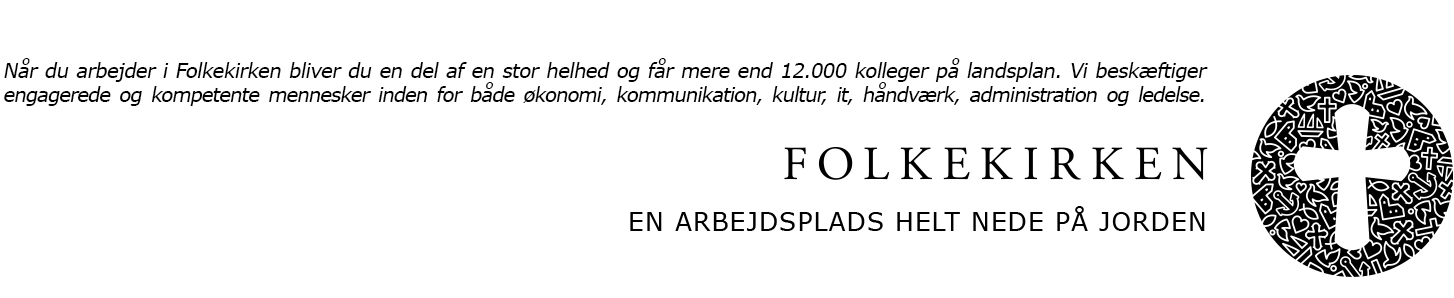 Når du arbejder i Folkekirken bliver du en del af en stor helhed og får mere end 12.000 kolleger på landsplan. Vi beskæftiger
engagerede og kompetente mennesker inden for både økonomi, kommunikation, kultur, it, håndværk, administration og ledelse.
FOLKEKIRKEN
EN ARBEJDSPLADS HELT NEDE PÅ JORDEN